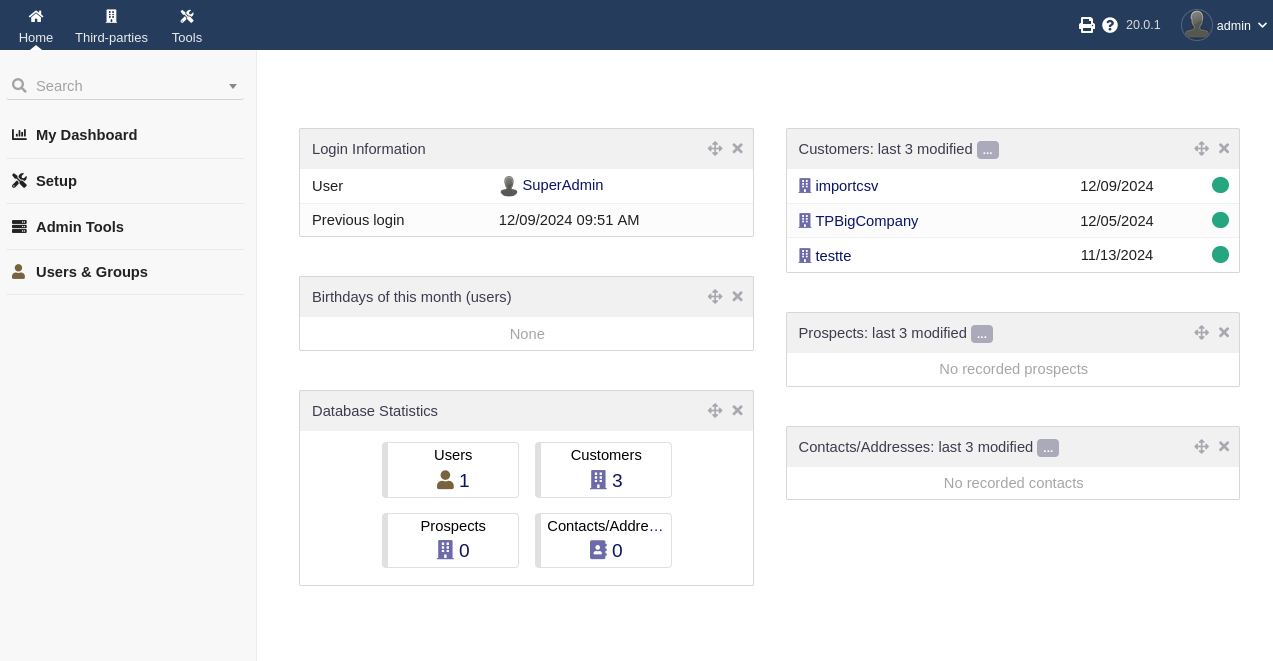 Home Third-parties Tools 20.0.1 admin
Search
My Dashboard
Setup
Admin Tools
Users & Groups
Login Information
User SuperAdmin
Previous login 12/09/2024 09:51 AM
Birthdays of this month (users)
None
Database Statistics
Users Customers
1 3
Prospects Contacts/Addre...
0 0
Customers: last 3 modified ...
importcsv 12/09/2024
TPBigCompany 12/05/2024
testte 11/13/2024
Prospects: last 3 modified ...
No recorded prospects
Contacts/Addresses: last 3 modified ...
No recorded contacts